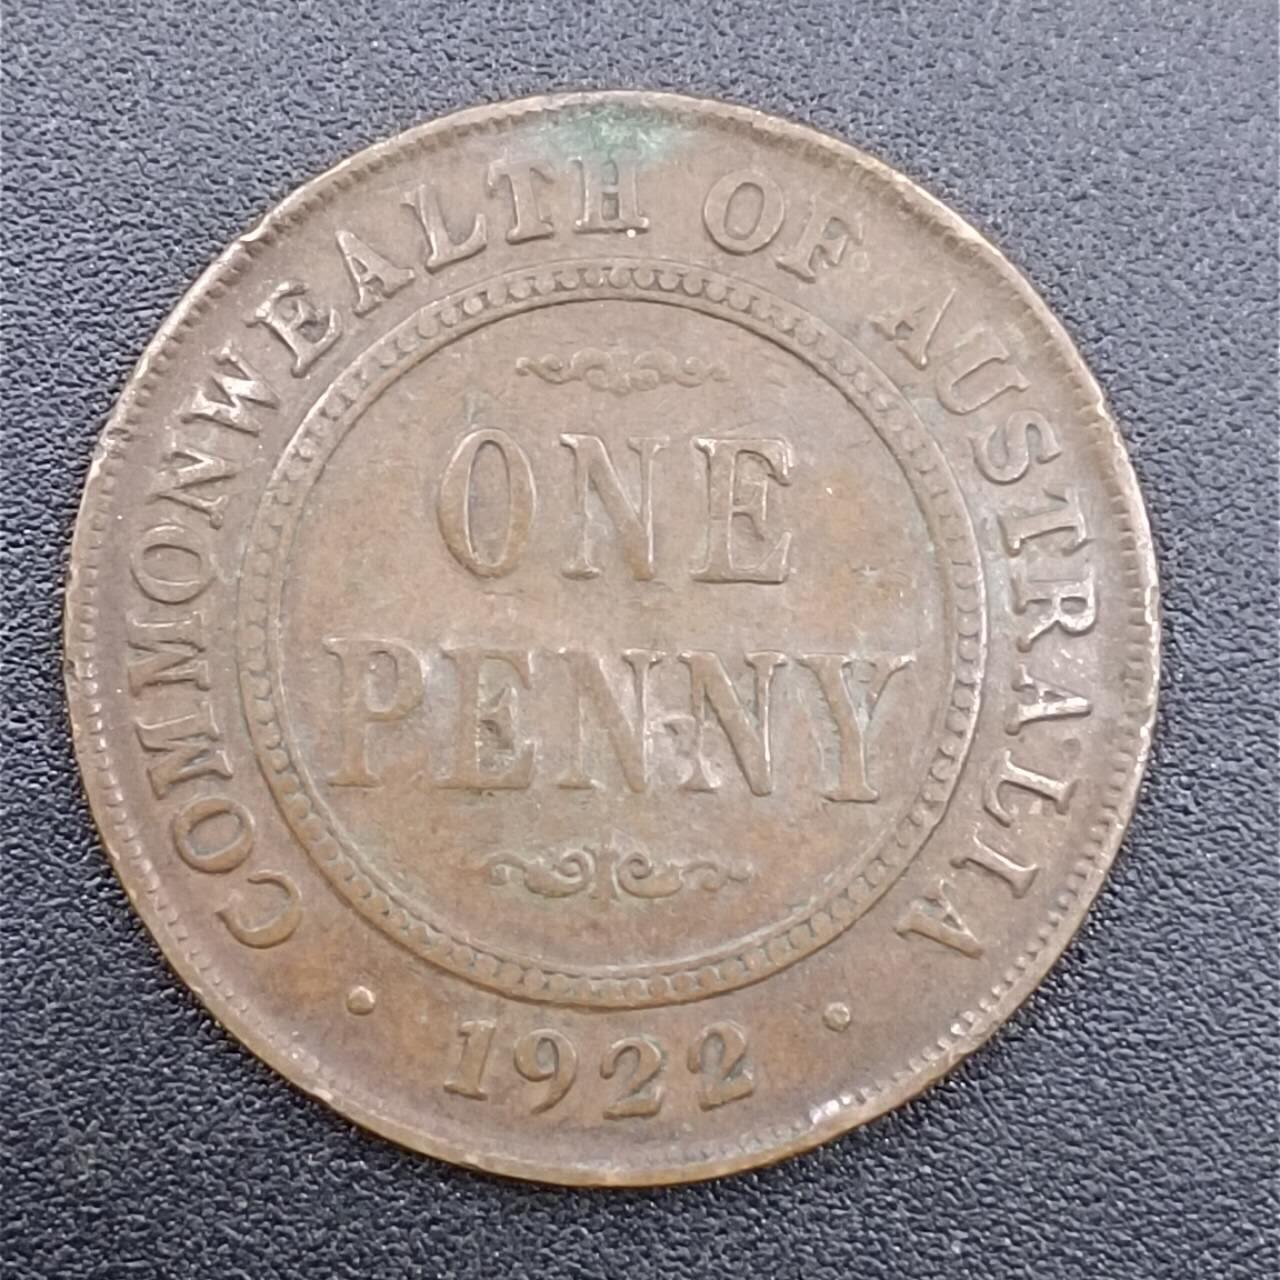 COMMONWEALTH OF AUSTRALIA
ONE
PENNY
· 1922 ·